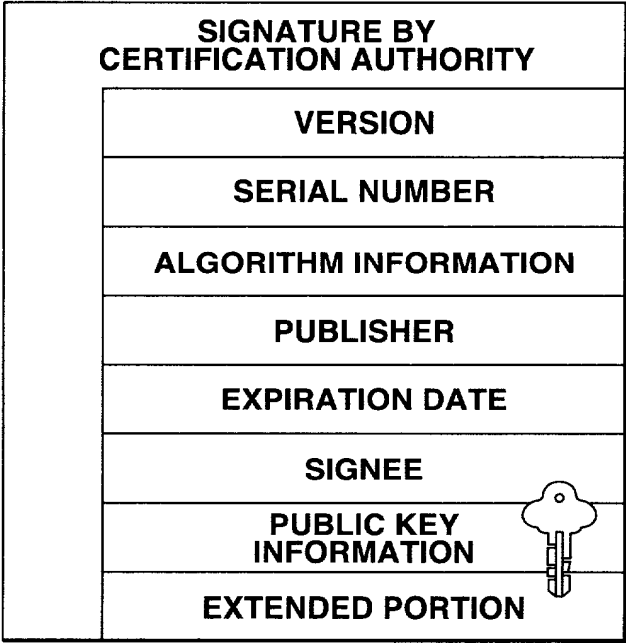 SIGNATURE BY
CERTIFICATION AUTHORITY
VERSION
SERIAL NUMBER
ALGORITHM INFORMATION
PUBLISHER
EXPIRATION DATE
SIGNEE
PUBLIC KEY
INFORMATION
EXTENDED PORTION